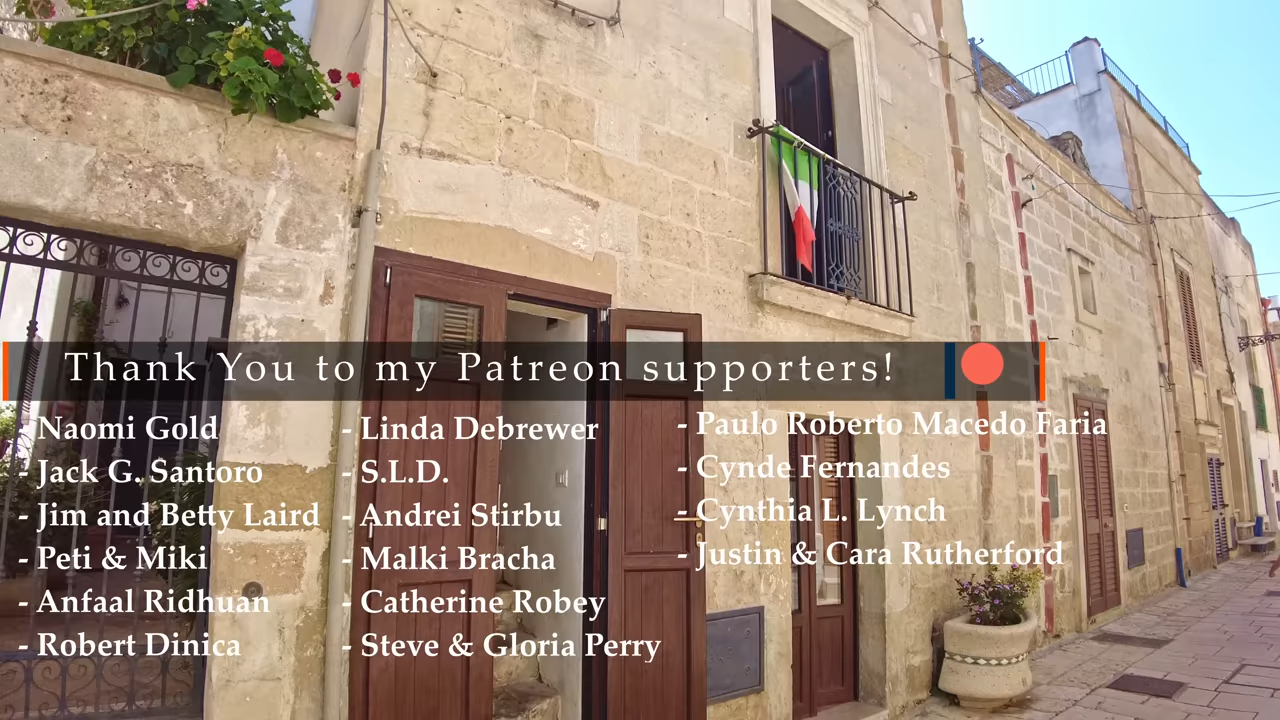 Thank You to my Patreon supporters!
- Naomi Gold
- Jack G. Santoro
- Jim and Betty Laird
- Peti & Miki
- Anfaal Ridhuan
- Robert Dinica
- Linda Debrewer
- S.L.D.
- Andrei Stirbu
- Malki Bracha
- Catherine Robey
- Steve & Gloria Perry
- Paulo Roberto Macedo Faria
- Cynde Fernandes
- Cynthia L. Lynch
- Justin & Cara Rutherford